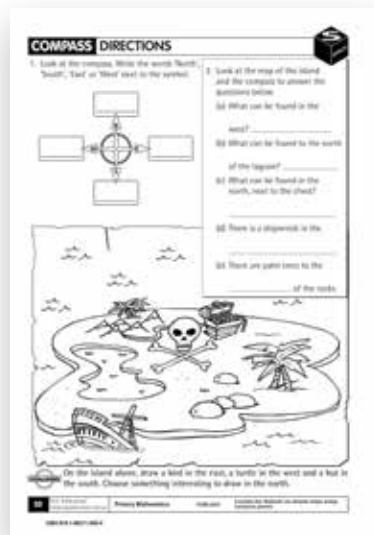 COMPASS DIRECTIONS
1. Look at the compass. Write the words 'North',
'South', 'East' or 'West' next to the symbol.
N
W
E
S
2. Look at the map of the island
and the compass to answer the
questions below.
(a) What can be found in the
west?
(b) What can be found to the north
of the lagoon?
(c) What can be found in the
north, next to the chest?
(d) There is a shipwreck in the
(e) There are palm trees to the
of the rocks.
On the island above, draw a bird in the east, a turtle in the west and a hut in
the south. Choose something interesting to draw in the north.
Primary Mathematics